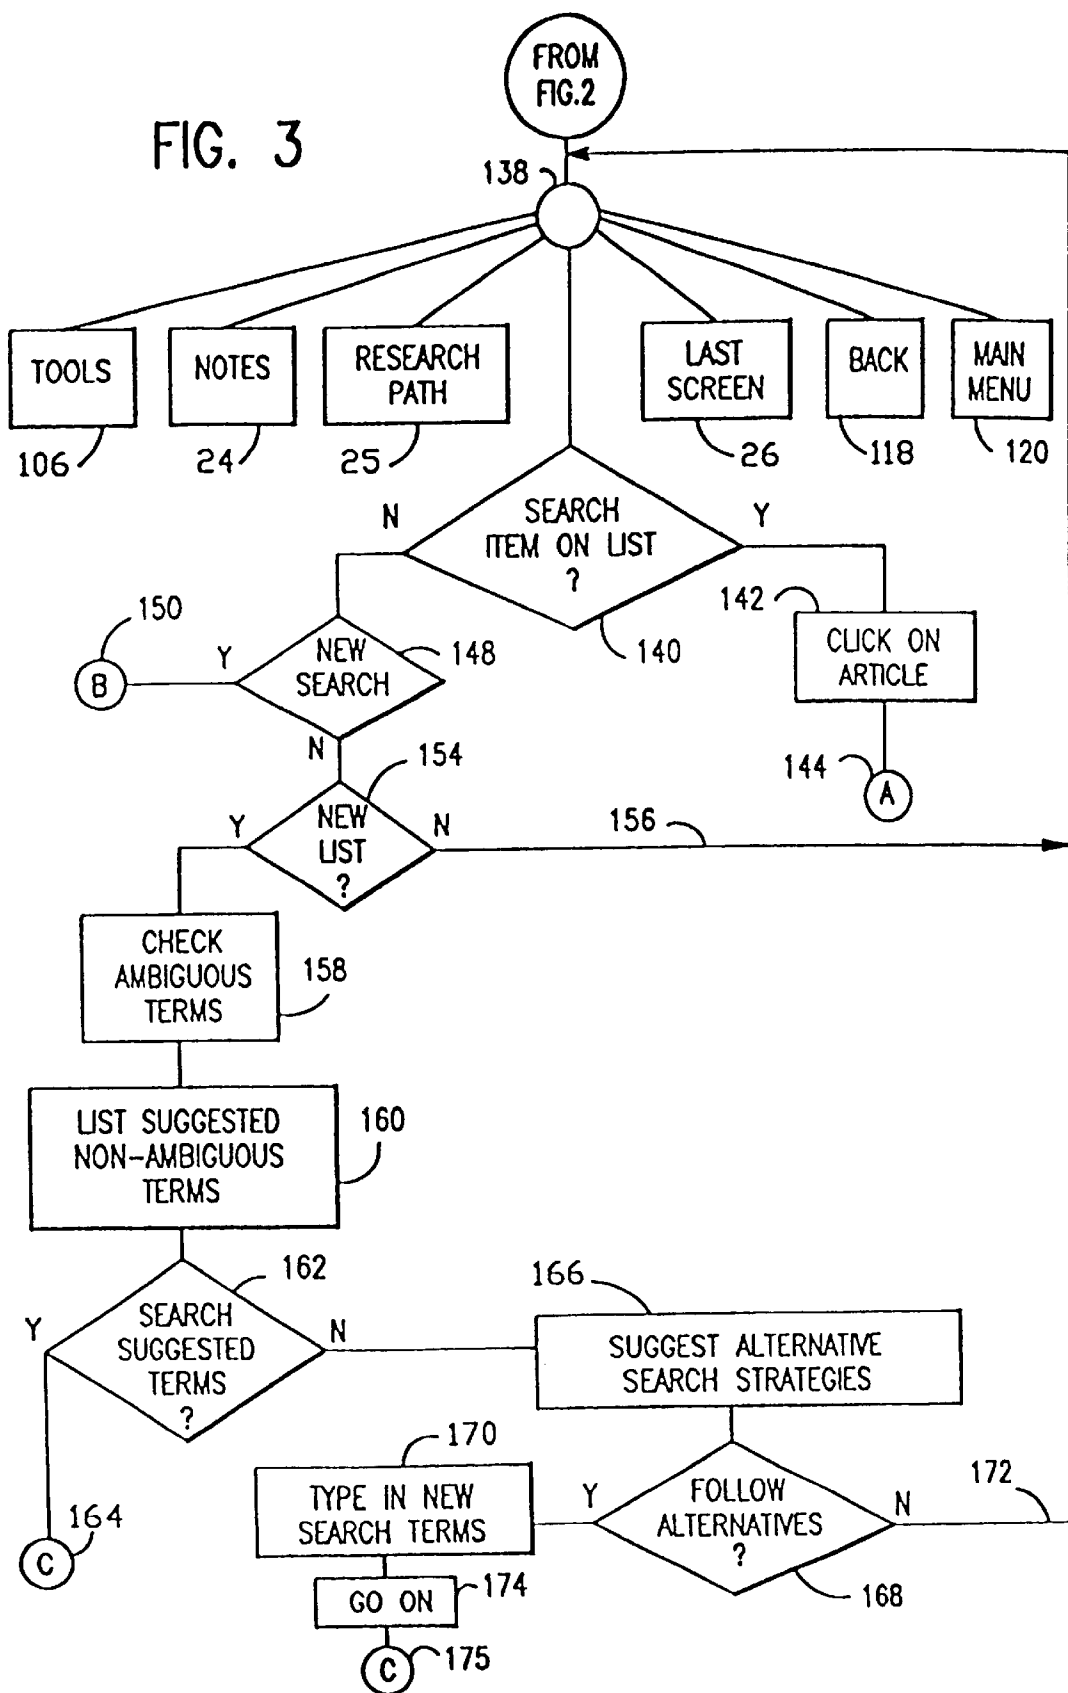 FROM
FIG.2
FIG. 3
138
TOOLS
NOTES
RESEARCH
PATH
LAST
SCREEN
BACK
MAIN
MENU
106
24
25
26
118
120
N
SEARCH
ITEM ON LIST
?
Y
140
142
CLICK ON
ARTICLE
144
A
150
B
Y
NEW
SEARCH
148
N
154
Y
NEW
LIST
?
N
156
CHECK
AMBIGUOUS
TERMS
158
LIST SUGGESTED
NON-AMBIGUOUS
TERMS
160
162
Y
SEARCH
SUGGESTED
TERMS
?
N
166
SUGGEST ALTERNATIVE
SEARCH STRATEGIES
164
C
170
TYPE IN NEW
SEARCH TERMS
Y
FOLLOW
ALTERNATIVES
?
N
172
168
GO ON
174
C
175